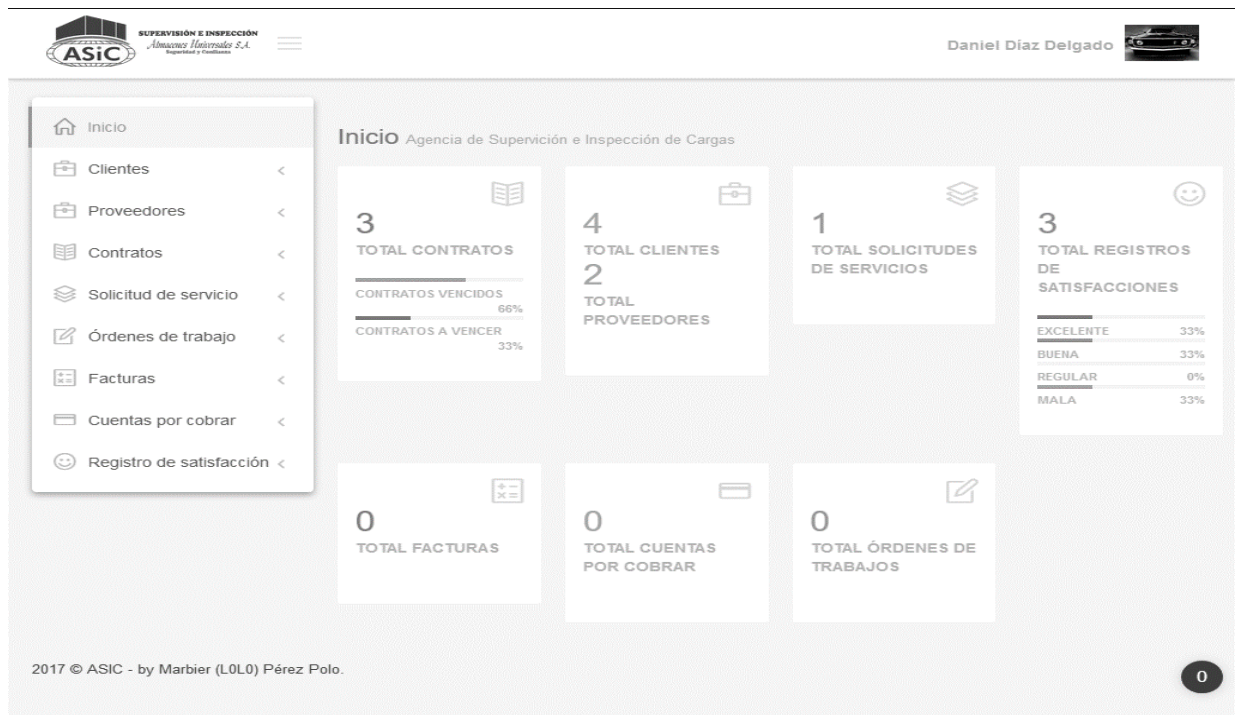 SUPERVISIÓN E INSPECCIÓN
Almacenes Universales S.A.
Seguridad y Confianza
ASiC
Daniel Díaz Delgado
Inicio
Clientes
Proveedores
Contratos
Solicitud de servicio
Órdenes de trabajo
Facturas
Cuentas por cobrar
Registro de satisfacción
Inicio Agencia de Supervición e Inspección de Cargas
3
TOTAL CONTRATOS
CONTRATOS VENCIDOS
66%
CONTRATOS A VENCER
33%
4
TOTAL CLIENTES
2
TOTAL
PROVEEDORES
1
TOTAL SOLICITUDES
DE SERVICIOS
3
TOTAL REGISTROS
DE
SATISFACCIONES
EXCELENTE 33%
BUENA 33%
REGULAR 0%
MALA 33%
0
TOTAL FACTURAS
0
TOTAL CUENTAS
POR COBRAR
0
TOTAL ÓRDENES DE
TRABAJOS
2017 © ASIC - by Marbier (L0L0) Pérez Polo.
0